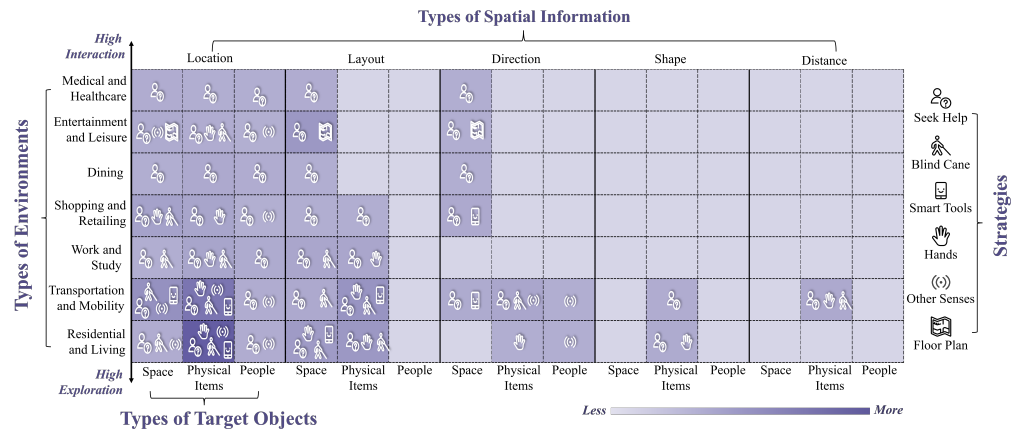 Types of Spatial Information
High
Interaction
Location
Layout
Direction
Shape
Distance
Types of Environments
Medical and
Healthcare
Entertainment
and Leisure
Dining
Shopping and
Retailing
Work and
Study
Transportation
and Mobility
Residential
and Living
High
Exploration
Space
Physical
Items
People
Space
Physical
Items
People
Space
Physical
Items
People
Space
Physical
Items
People
Space
Physical
Items
People
Types of Target Objects
Less
More
Seek Help
Blind Cane
Smart Tools
Hands
Other Senses
Floor Plan
Strategies